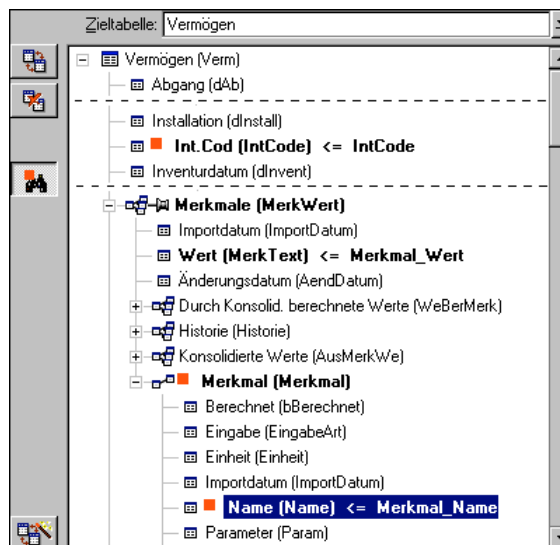 Zieltabelle: Vermögen
Vermögen (Verm)
Abgang (dAb)
Installation (dInstall)
Int.Cod (IntCode) <= IntCode
Inventurdatum (dInvent)
Merkmale (MerkWert)
Importdatum (ImportDatum)
Wert (MerkText) <= Merkmal_Wert
Änderungsdatum (AendDatum)
Durch Konsolid. berechnete Werte (WeBerMerk)
Historie (Historie)
Konsolidierte Werte (AusMerkWe)
Merkmal (Merkmal)
Berechnet (bBerechnet)
Eingabe (EingabeArt)
Einheit (Einheit)
Importdatum (ImportDatum)
Name (Name) <= Merkmal_Name
Parameter (Param)